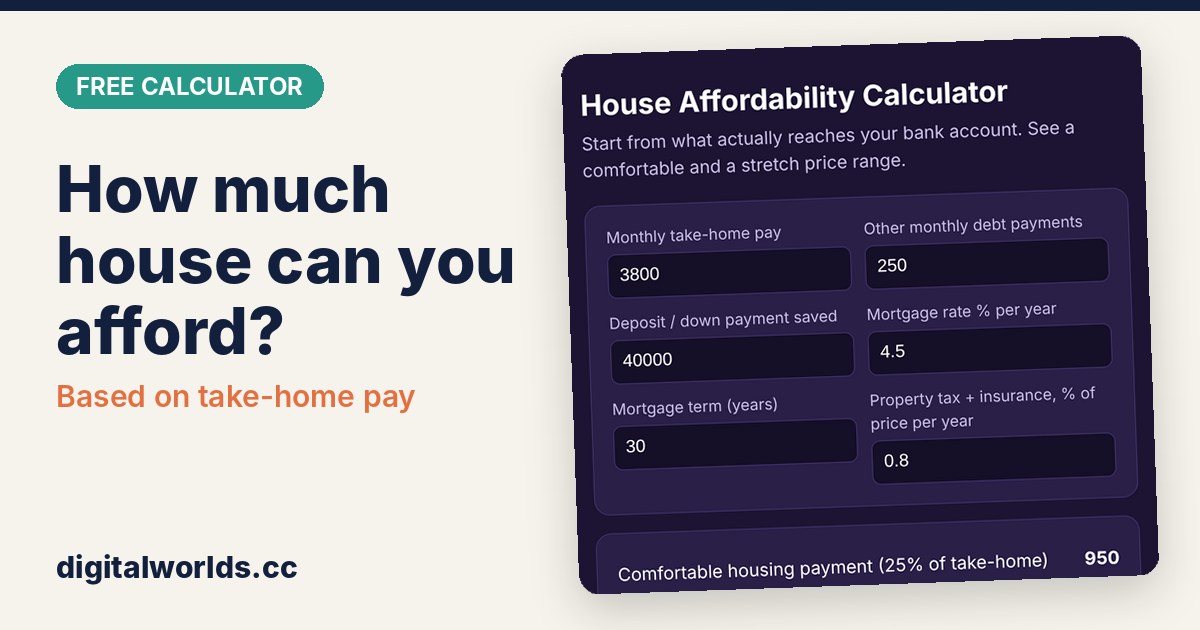 FREE CALCULATOR
How much
house can you
afford?
Based on take-home pay
digitalworlds.cc
House Affordability Calculator
Start from what actually reaches your bank account. See a
comfortable and a stretch price range.
Monthly take-home pay
3800
Other monthly debt payments
250
Deposit / down payment saved
40000
Mortgage rate % per year
4.5
Mortgage term (years)
30
Property tax + insurance, % of
price per year
0.8
Comfortable housing payment (25% of take-home) 950